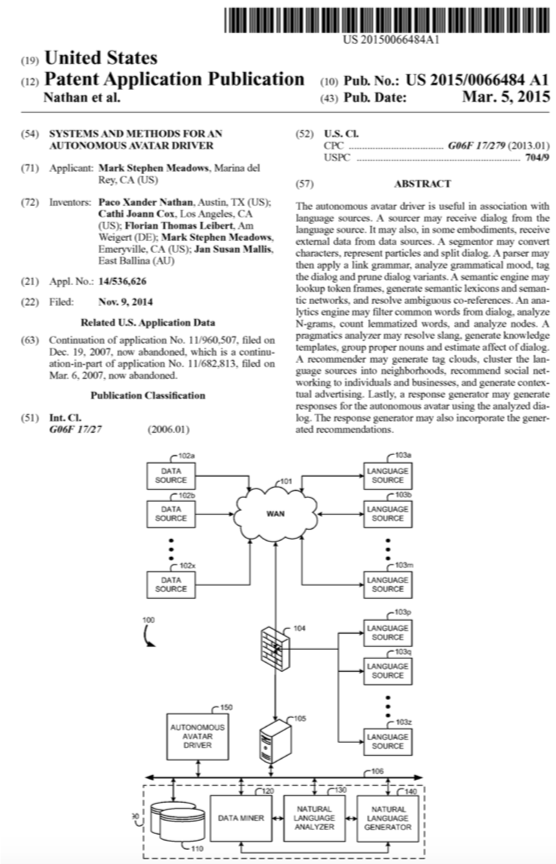 US 20150066484A1
(19) United States
(12) Patent Application Publication (10) Pub. No.: US 2015/0066484 A1
Nathan et al. (43) Pub. Date: Mar. 5, 2015
(54) SYSTEMS AND METHODS FOR AN
AUTONOMOUS AVATAR DRIVER
(71) Applicant: Mark Stephen Meadows, Marina del
Rey, CA (US)
(72) Inventors: Paco Xander Nathan, Austin, TX (US);
Cathi Joann Cox, Los Angeles, CA
(US); Florian Thomas Leibert, Am
Weigert (DE); Mark Stephen Meadows,
Emeryville, CA (US); Jan Susan Mallis,
East Ballina (AU)
(21) Appl. No.: 14/536,626
(22) Filed: Nov. 9, 2014
Related U.S. Application Data
(63) Continuation of application No. 11/960,507, filed on
Dec. 19, 2007, now abandoned, which is a continu-
ation-in-part of application No. 11/682,813, filed on
Mar. 6, 2007, now abandoned.
Publication Classification
(51) Int. Cl.
G06F 17/27 (2006.01)
(52) U.S. Cl.
CPC .................................... G06F 17/279 (2013.01)
USPC .......................................................... 704/9
(57) ABSTRACT
The autonomous avatar driver is useful in association with
language sources. A sourcer may receive dialog from the
language source. It may also, in some embodiments, receive
external data from data sources. A segmentor may convert
characters, represent particles and split dialog. A parser may
then apply a link grammar, analyze grammatical mood, tag
the dialog and prune dialog variants. A semantic engine may
lookup token frames, generate semantic lexicons and seman-
tic networks, and resolve ambiguous co-references. An ana-
lytics engine may filter common words from dialog, analyze
N-grams, count lemmatized words, and analyze nodes. A
pragmatics analyzer may resolve slang, generate knowledge
templates, group proper nouns and estimate affect of dialog.
A recommender may generate tag clouds, cluster the lan-
guage sources into neighborhoods, recommend social net-
working to individuals and businesses, and generate contex-
tual advertising. Lastly, a response generator may generate
responses for the autonomous avatar using the analyzed dia-
log. The response generator may also incorporate the gener-
ated recommendations.
102a
DATA
SOURCE
102b
DATA
SOURCE
102x
DATA
SOURCE
101
WAN
103a
LANGUAGE
SOURCE
103b
LANGUAGE
SOURCE
103m
LANGUAGE
SOURCE
100
104
103p
LANGUAGE
SOURCE
103q
LANGUAGE
SOURCE
103z
LANGUAGE
SOURCE
150
AUTONOMOUS
AVATAR
DRIVER
105
106
110
120
DATA MINER
130
NATURAL
LANGUAGE
ANALYZER
140
NATURAL
LANGUAGE
GENERATOR